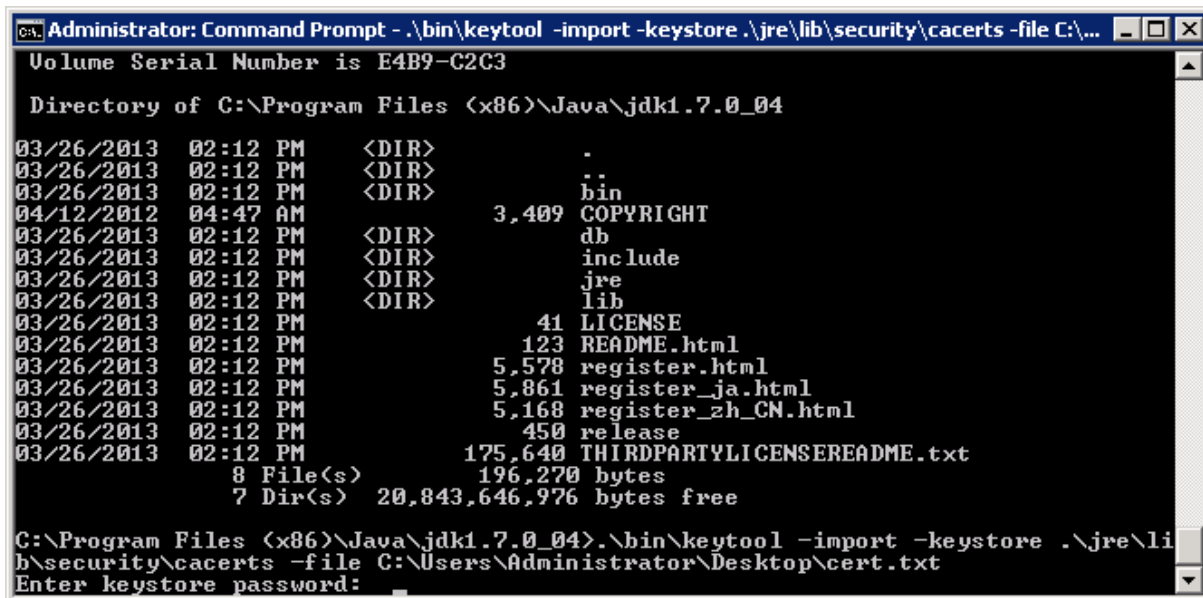 Administrator: Command Prompt - .\bin\keytool -import -keystore .\jre\lib\security\cacerts -file C:\...
Volume Serial Number is E4B9-C2C3
Directory of C:\Program Files (x86)\Java\jdk1.7.0_04
03/26/2013 02:12 PM <DIR> .
03/26/2013 02:12 PM <DIR> ..
03/26/2013 02:12 PM <DIR> bin
04/12/2012 04:47 AM 3,409 COPYRIGHT
03/26/2013 02:12 PM <DIR> db
03/26/2013 02:12 PM <DIR> include
03/26/2013 02:12 PM <DIR> jre
03/26/2013 02:12 PM <DIR> lib
03/26/2013 02:12 PM 41 LICENSE
03/26/2013 02:12 PM 123 README.html
03/26/2013 02:12 PM 5,578 register.html
03/26/2013 02:12 PM 5,861 register_ja.html
03/26/2013 02:12 PM 5,168 register_zh_CN.html
03/26/2013 02:12 PM 450 release
03/26/2013 02:12 PM 175,640 THIRDPARTYLICENSEREADME.txt
8 File(s) 196,270 bytes
7 Dir(s) 20,843,646,976 bytes free
C:\Program Files (x86)\Java\jdk1.7.0_04>.\bin\keytool -import -keystore .\jre\li
b\security\cacerts -file C:\Users\Administrator\Desktop\cert.txt
Enter keystore password: _